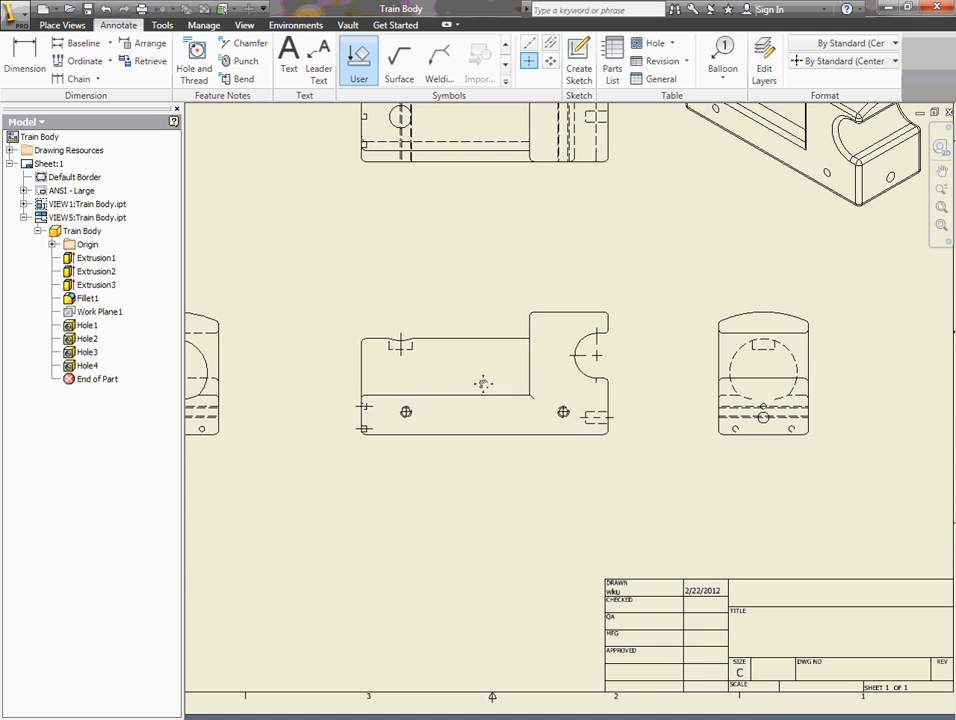 Train Body
Type a keyword or phrase
Sign In
PRO
Place Views
Annotate
Tools
Manage
View
Environments
Vault
Get Started
Dimension
Baseline
Arrange
Ordinate
Retrieve
Chain
Dimension
Hole and Thread
Chamfer
Punch
Bend
Feature Notes
Text
Leader Text
Text
User
Surface
Weldi...
Impor...
Symbols
Create Sketch
Sketch
Parts List
Hole
Revision
General
Table
Balloon
Edit Layers
By Standard (Cer
By Standard (Center
Format
Model
Train Body
Drawing Resources
Sheet:1
Default Border
ANSI - Large
VIEW1:Train Body.ipt
VIEW5:Train Body.ipt
Train Body
Origin
Extrusion1
Extrusion2
Extrusion3
Fillet1
Work Plane1
Hole1
Hole2
Hole3
Hole4
End of Part
DRAWN
wiku
2/22/2012
CHECKED
QA
MFG
APPROVED
TITLE
SIZE
C
DWG NO
REV
SCALE
SHEET 1 OF 1
3
2
1